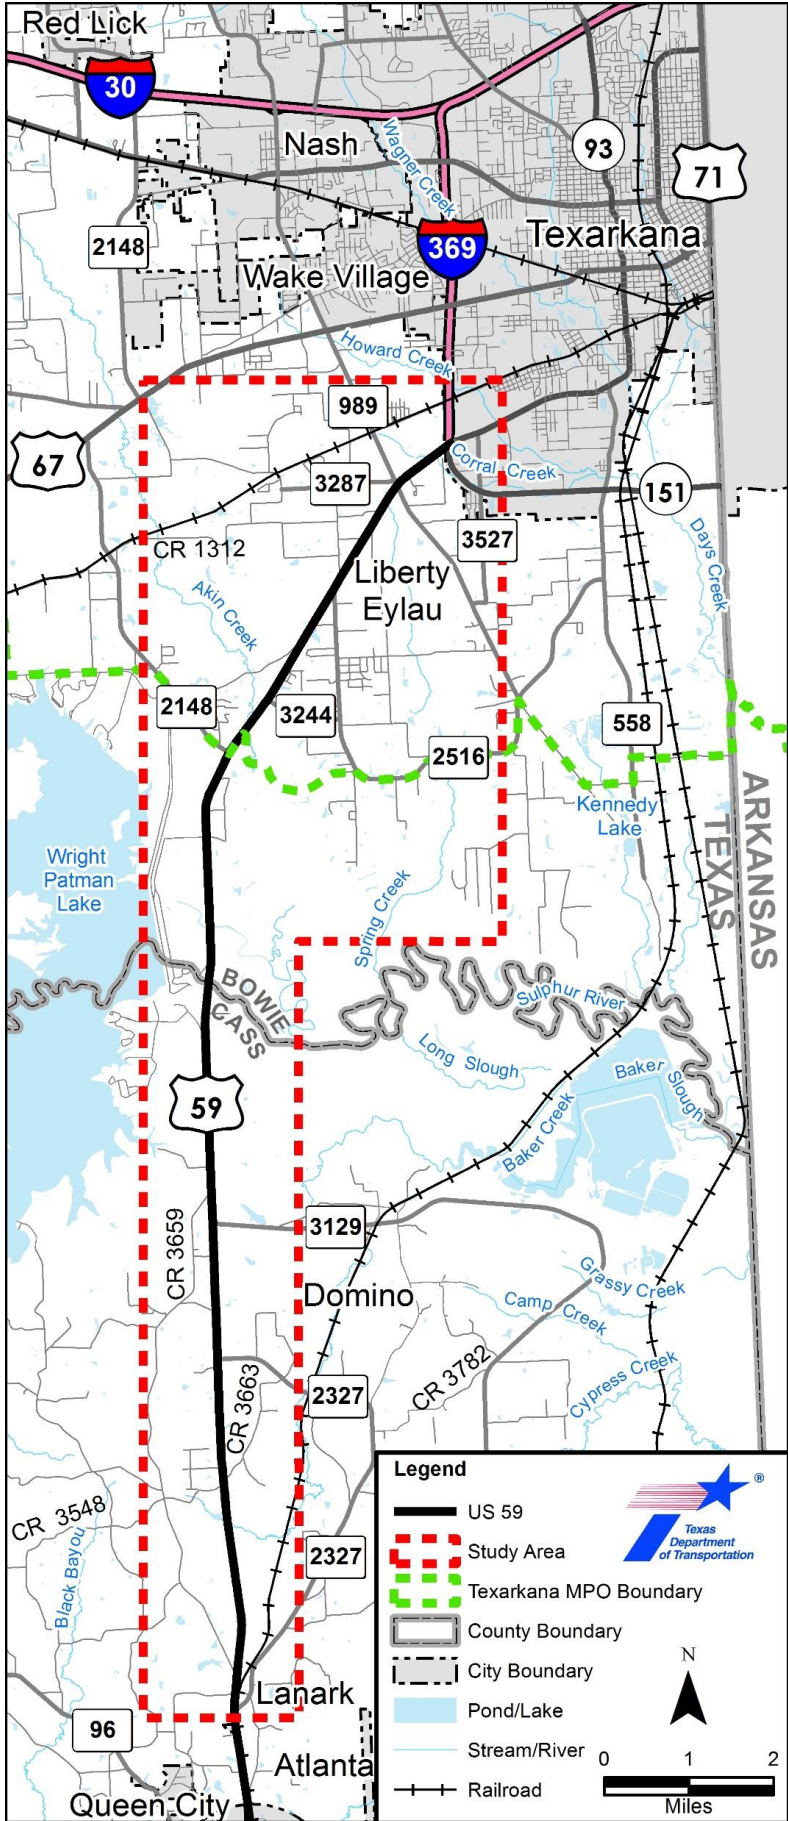 Red Lick
30
Nash
Wagner Creek
93
71
2148
369
Texarkana
Wake Village
Howard Creek
989
67
3287
Corral Creek
151
CR 1312
3527
Liberty
Eylau
Days Creek
Akin Creek
2148
3244
558
2516
Kennedy
Lake
ARKANSAS
TEXAS
Wright
Patman
Lake
Spring Creek
BOWIE
CASS
Sulphur River
Long Slough
Baker Slough
59
Baker Creek
3129
CR 3659
Grassy Creek
Domino
Camp Creek
CR 3782
Cypress Creek
CR 3663
2327
CR 3548
Black Bayou
2327
Lanark
96
Atlanta
Queen City
Legend
US 59
Study Area
Texarkana MPO Boundary
County Boundary
City Boundary
Pond/Lake
Stream/River
Railroad
®
Texas
Department
of Transportation
N
0 1 2
Miles